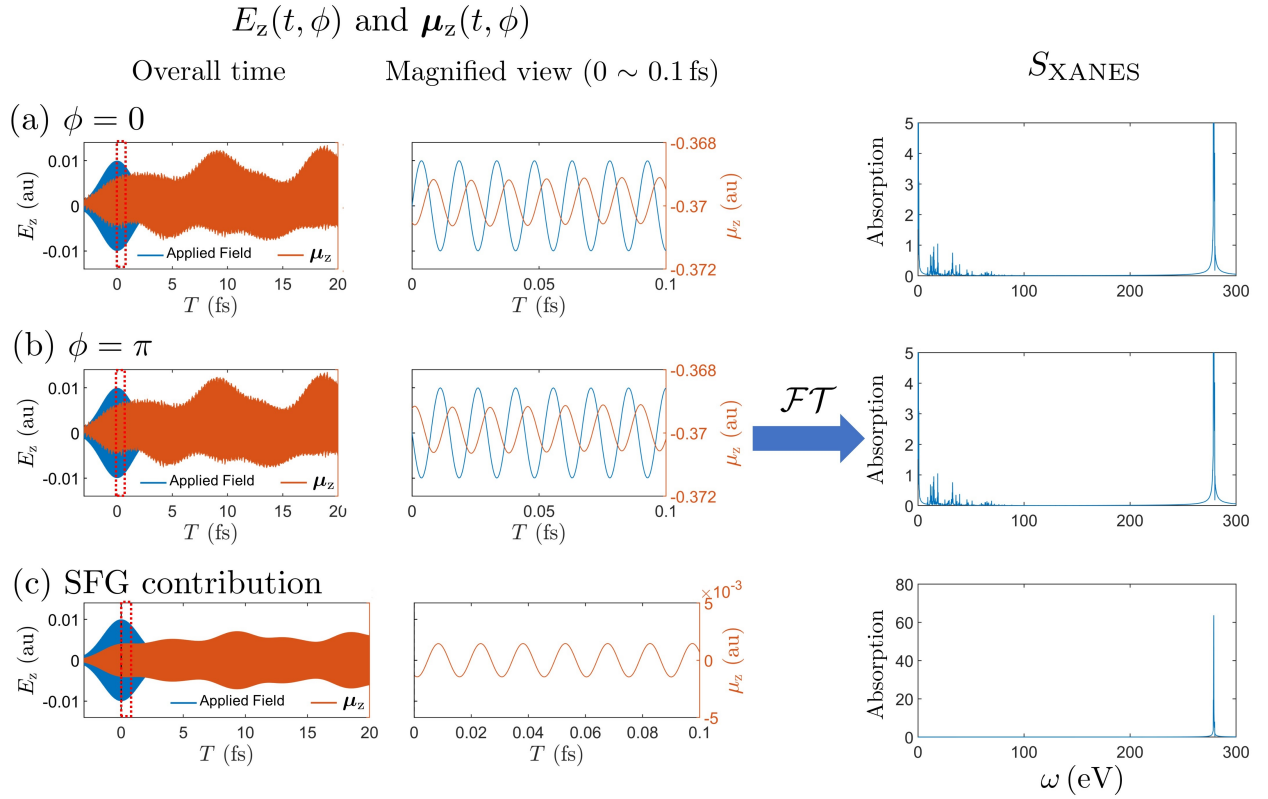 E_z(t, ϕ) and μ_z(t, ϕ)
Overall time
Magnified view (0 ∼ 0.1 fs)
S_XANES
(a) ϕ = 0
E_z (au)
0.01
0
-0.01
Applied Field
μ_z
0 5 10 15 20
T (fs)
-0.368
-0.37
-0.372
μ_z (au)
0 0.05 0.1
T (fs)
Absorption
5
4
3
2
1
0
0 100 200 300
(b) ϕ = π
E_z (au)
0.01
0
-0.01
Applied Field
μ_z
0 5 10 15 20
T (fs)
-0.368
-0.37
-0.372
μ_z (au)
0.05 0.1
T (fs)
FT
Absorption
5
4
3
2
1
0
0 100 200 300
(c) SFG contribution
E_z (au)
0.01
0
-0.01
Applied Field
μ_z
0 5 10 15 20
T (fs)
×10⁻³
5
0
-5
μ_z (au)
0 0.02 0.04 0.06 0.08 0.1
T (fs)
Absorption
80
60
40
20
0
0 100 200 300
ω (eV)